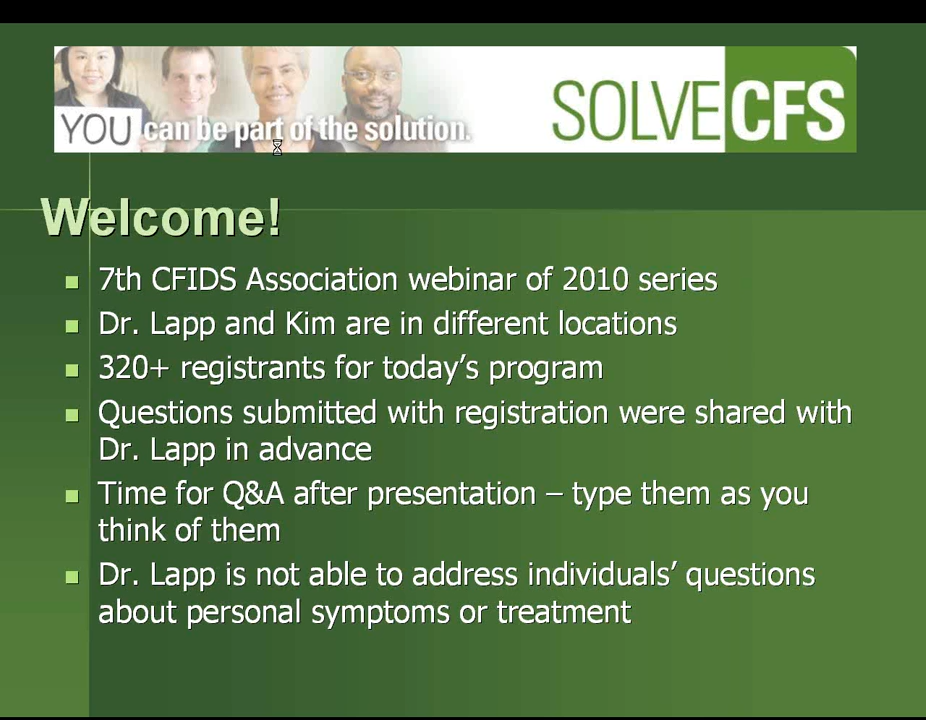 YOU can be part of the solution.
SOLVECFS
Welcome!
7th CFIDS Association webinar of 2010 series
Dr. Lapp and Kim are in different locations
320+ registrants for today's program
Questions submitted with registration were shared with
Dr. Lapp in advance
Time for Q&A after presentation – type them as you
think of them
Dr. Lapp is not able to address individuals' questions
about personal symptoms or treatment